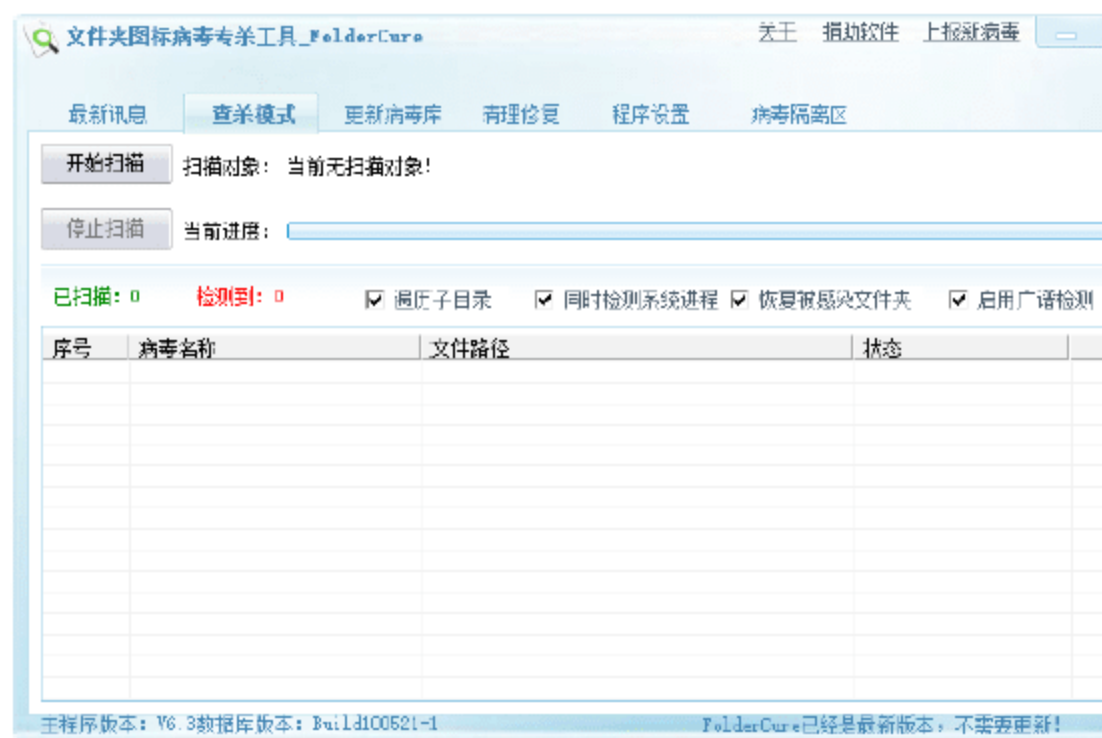 文件夹图标病毒专杀工具_FolderCure 关于 捐助软件 上报新病毒
最新讯息 查杀模式 更新病毒库 清理修复 程序设置 病毒隔离区
开始扫描 扫描对象: 当前无扫描对象!
停止扫描 当前进度:
已扫描: 0 检测到: 0 遍历子目录 同时检测系统进程 恢复被感染文件夹 启用广谱检测
序号 病毒名称 文件路径 状态
主程序版本: V6.3数据库版本: Build100521-1 FolderCure已经是最新版本,不需要更新!